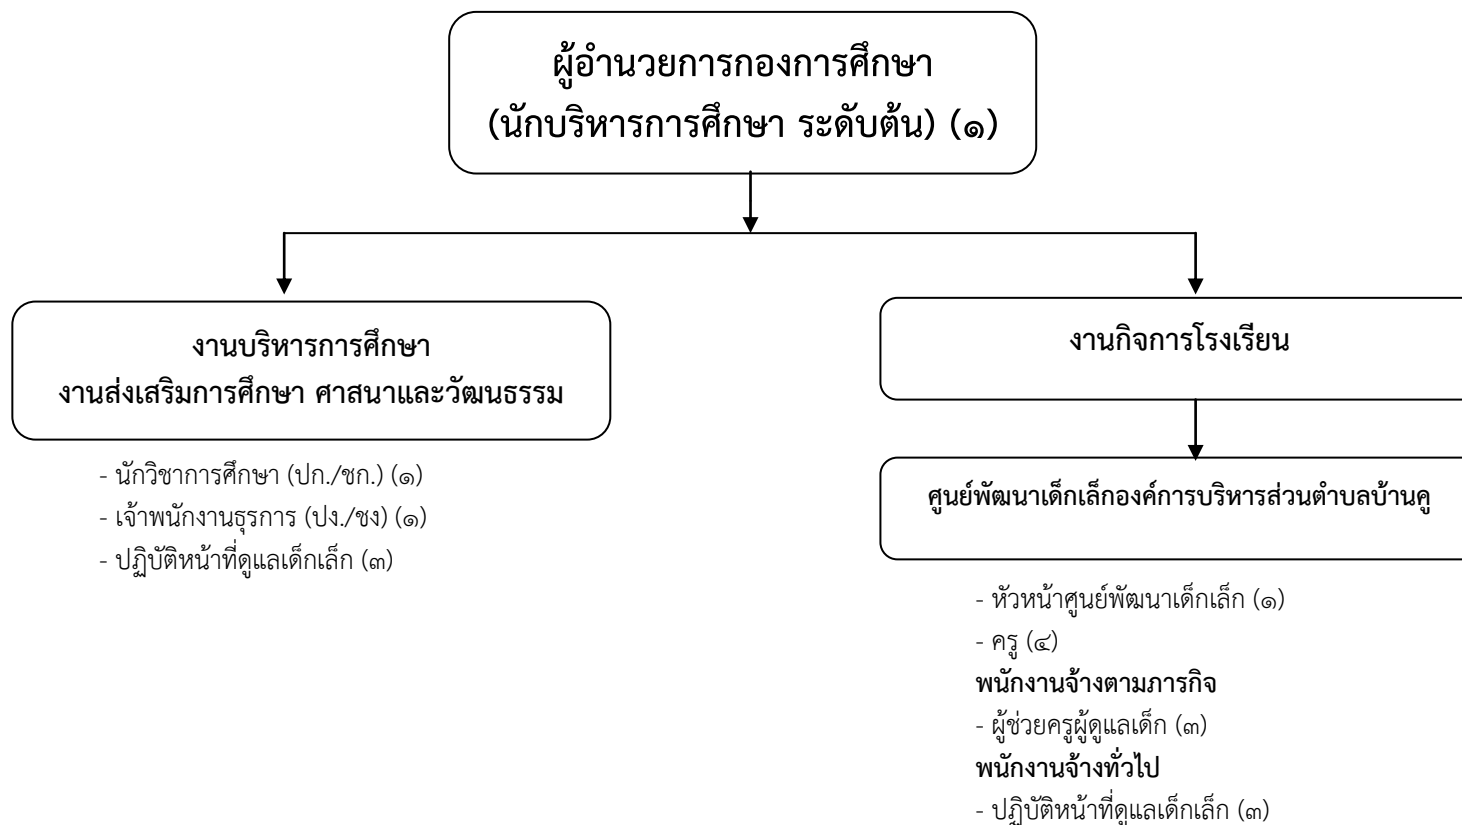 ผู้อำนวยการกองการศึกษา
(นักบริหารการศึกษา ระดับต้น) (๑)
งานบริหารการศึกษา
งานส่งเสริมการศึกษา ศาสนาและวัฒนธรรม
- นักวิชาการศึกษา (ปก./ชก.) (๑)
- เจ้าพนักงานธุรการ (ปง./ชง) (๑)
- ปฏิบัติหน้าที่ดูแลเด็กเล็ก (๓)
งานกิจการโรงเรียน
ศูนย์พัฒนาเด็กเล็กองค์การบริหารส่วนตำบลบ้านคู
- หัวหน้าศูนย์พัฒนาเด็กเล็ก (๑)
- ครู (๔)
พนักงานจ้างตามภารกิจ
- ผู้ช่วยครูผู้ดูแลเด็ก (๓)
พนักงานจ้างทั่วไป
- ปฏิบัติหน้าที่ดูแลเด็กเล็ก (๓)